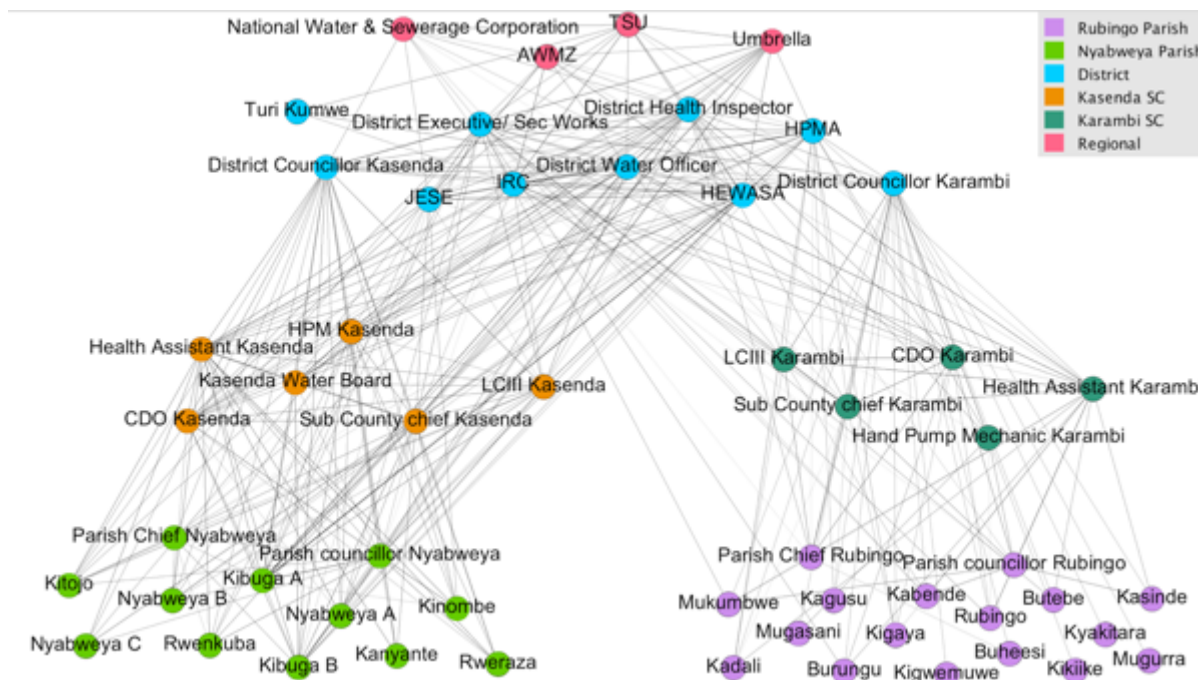 National Water & Sewerage Corporation
TSU
Umbrella
AWMZ
Rubingo Parish
Nyabweya Parish
District
Kasenda SC
Karambi SC
Regional
Turi Kumwe
District Health Inspector
District Executive/ Sec Works
HPMA
District Councillor Kasenda
District Water Officer
IRC
District Councillor Karambi
JESE
HEWASA
HPM Kasenda
Health Assistant Kasenda
Kasenda Water Board
LCIII Kasenda
CDO Kasenda
Sub County chief Kasenda
LCIII Karambi
CDO Karambi
Health Assistant Karamb
Sub County chief Karambi
Hand Pump Mechanic Karambi
Parish Chief Nyabweya
Parish councillor Nyabweya
Kitojo
Kibuga A
Nyabweya B
Nyabweya A
Kinombe
Nyabweya C
Rwenkuba
Kibuga B
Kanyante
Rweraza
Parish Chief Rubingo
Parish councillor Rubingo
Mukumbwe
Kagusu
Kabende
Rubingo
Butebe
Kasinde
Mugasani
Kigaya
Kyakitara
Buheesi
Kadali
Burungu
Kigwemuwe
Kikiike
Mugurra